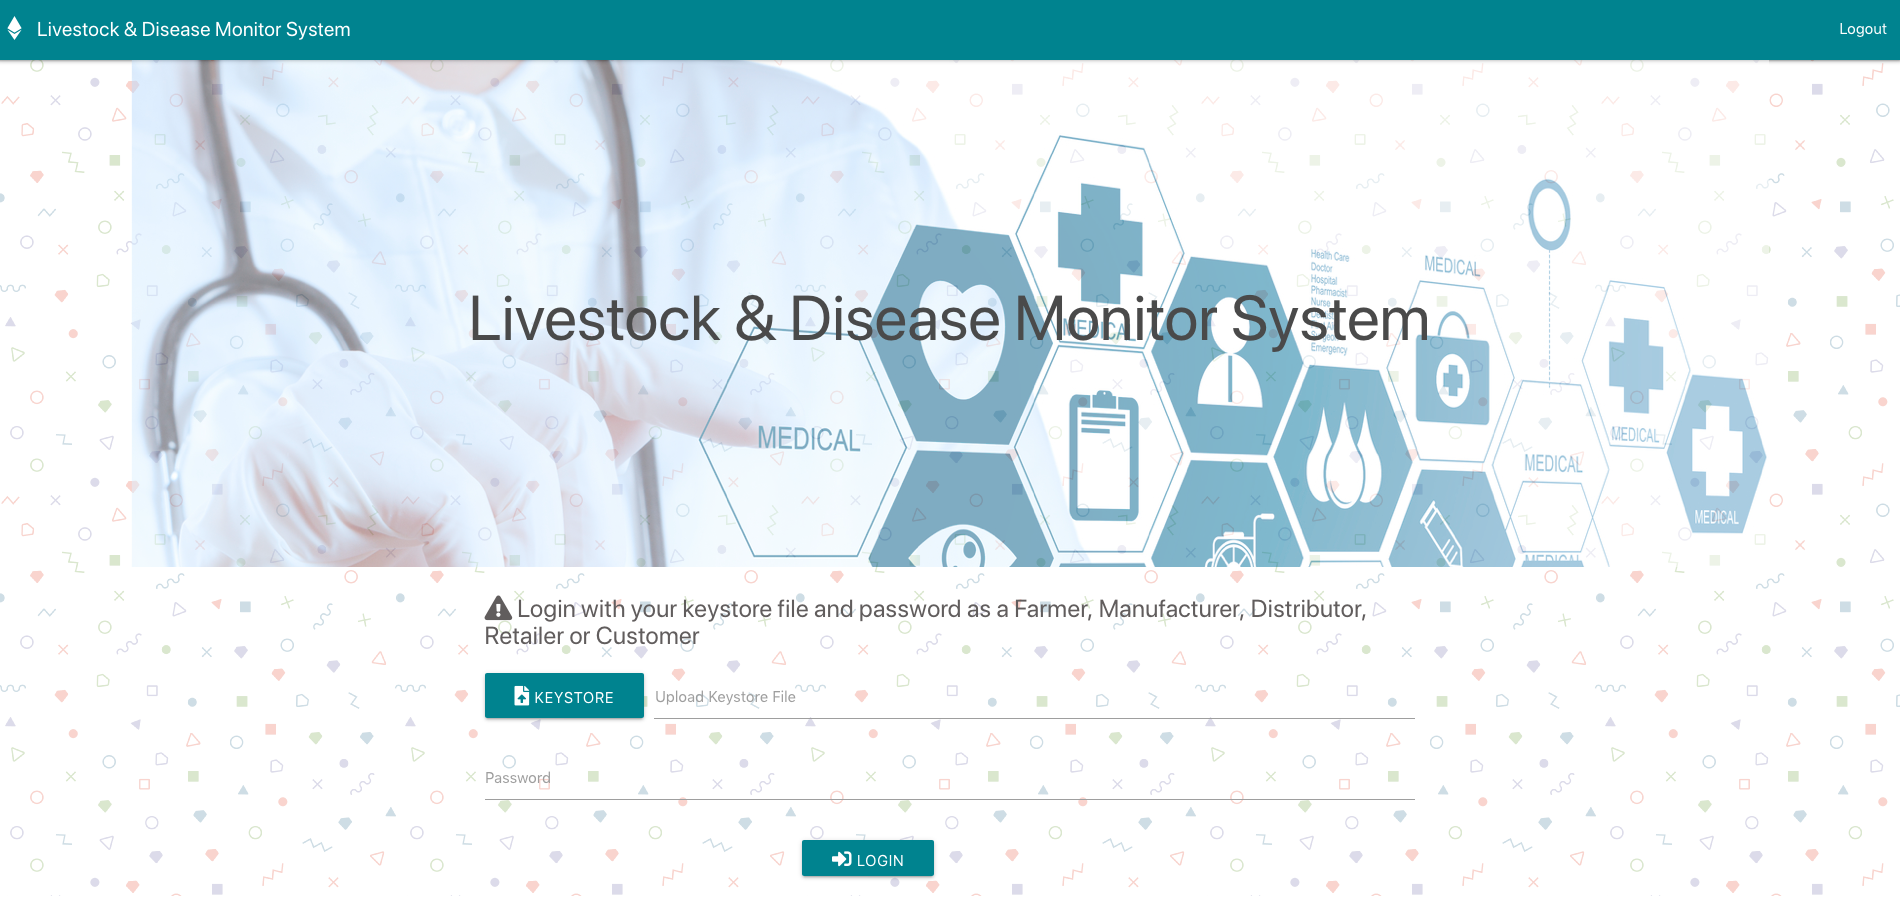 Livestock & Disease Monitor System
Logout
Health Care
Doctor
Hospital
Pharmacist
Nurse
Emergency
MEDICAL
Livestock & Disease Monitor System
MEDICAL
MEDICAL
MEDICAL
MEDICAL
MEDICAL
MEDICAL
Login with your keystore file and password as a Farmer, Manufacturer, Distributor,
Retailer or Customer
KEYSTORE
Upload Keystore File
Password
LOGIN